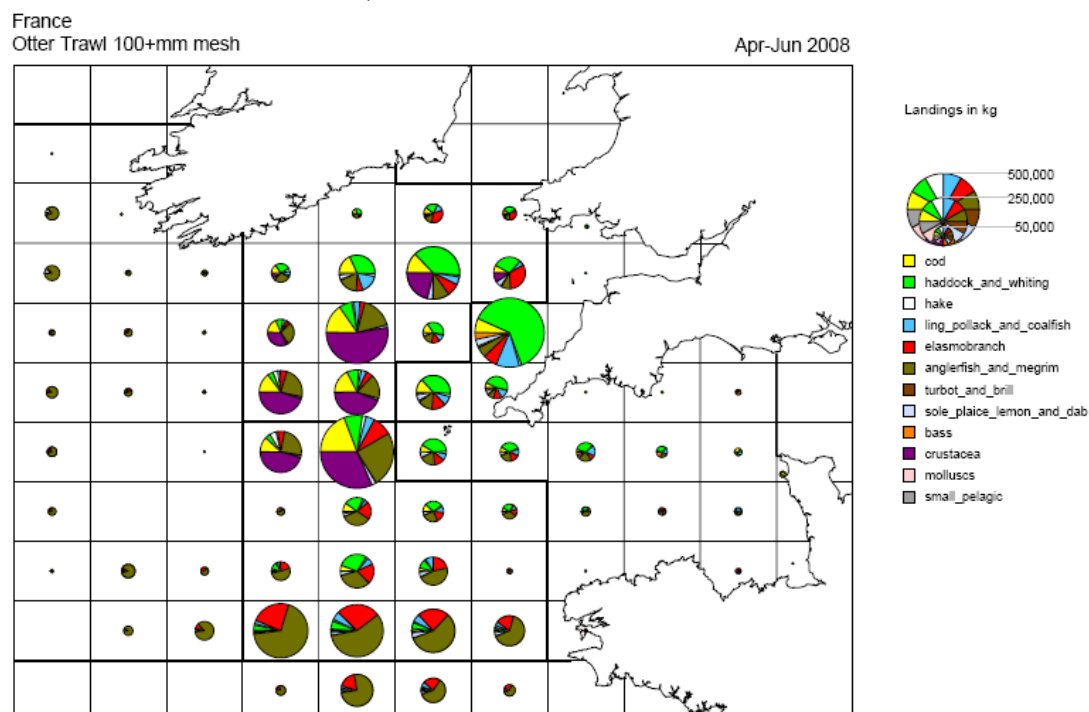 France
Otter Trawl 100+mm mesh
Apr-Jun 2008
Landings in kg
500,000
250,000
50,000
cod
haddock_and_whiting
hake
ling_pollack_and_coalfish
elasmobranch
anglerfish_and_megrim
turbot_and_brill
sole_plaice_lemon_and_dab
bass
crustacea
molluscs
small_pelagic